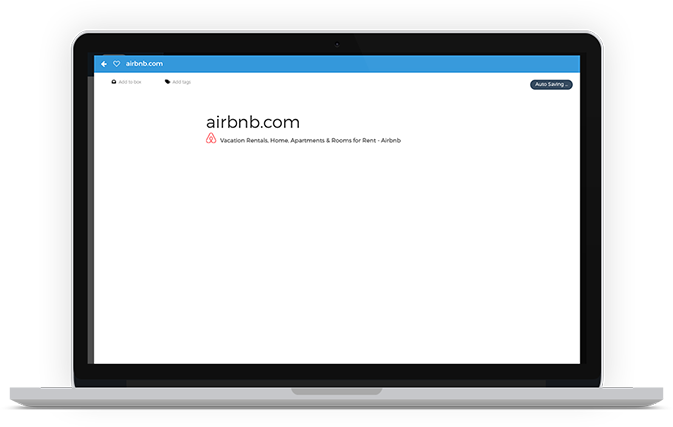 airbnb.com
Add to box
Add tags
Auto Saving ..
airbnb.com
Vacation Rentals, Home, Apartments & Rooms for Rent - Airbnb